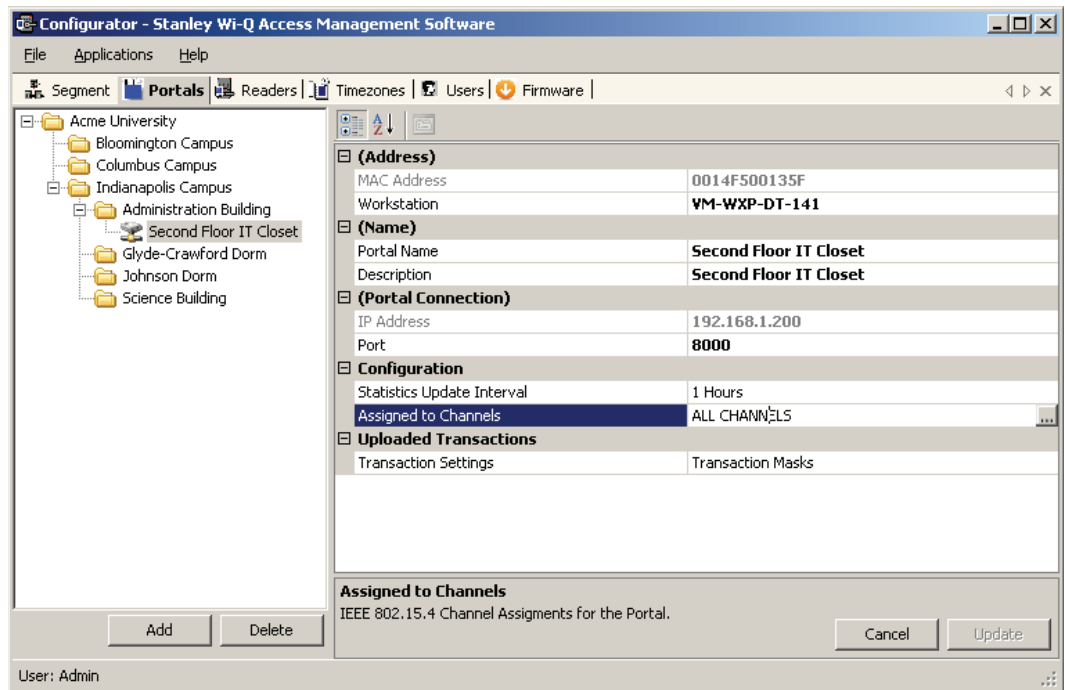 Configurator - Stanley Wi-Q Access Management Software
File Applications Help
Segment Portals Readers Timezones Users Firmware
Acme University
Bloomington Campus
Columbus Campus
Indianapolis Campus
Administration Building
Second Floor IT Closet
Glyde-Crawford Dorm
Johnson Dorm
Science Building
Add Delete
(Address)
MAC Address 0014F500135F
Workstation VM-WXP-DT-141
(Name)
Portal Name Second Floor IT Closet
Description Second Floor IT Closet
(Portal Connection)
IP Address 192.168.1.200
Port 8000
Configuration
Statistics Update Interval 1 Hours
Assigned to Channels ALL CHANNELS ...
Uploaded Transactions
Transaction Settings Transaction Masks
Assigned to Channels
IEEE 802.15.4 Channel Assigments for the Portal.
Cancel Update
User: Admin